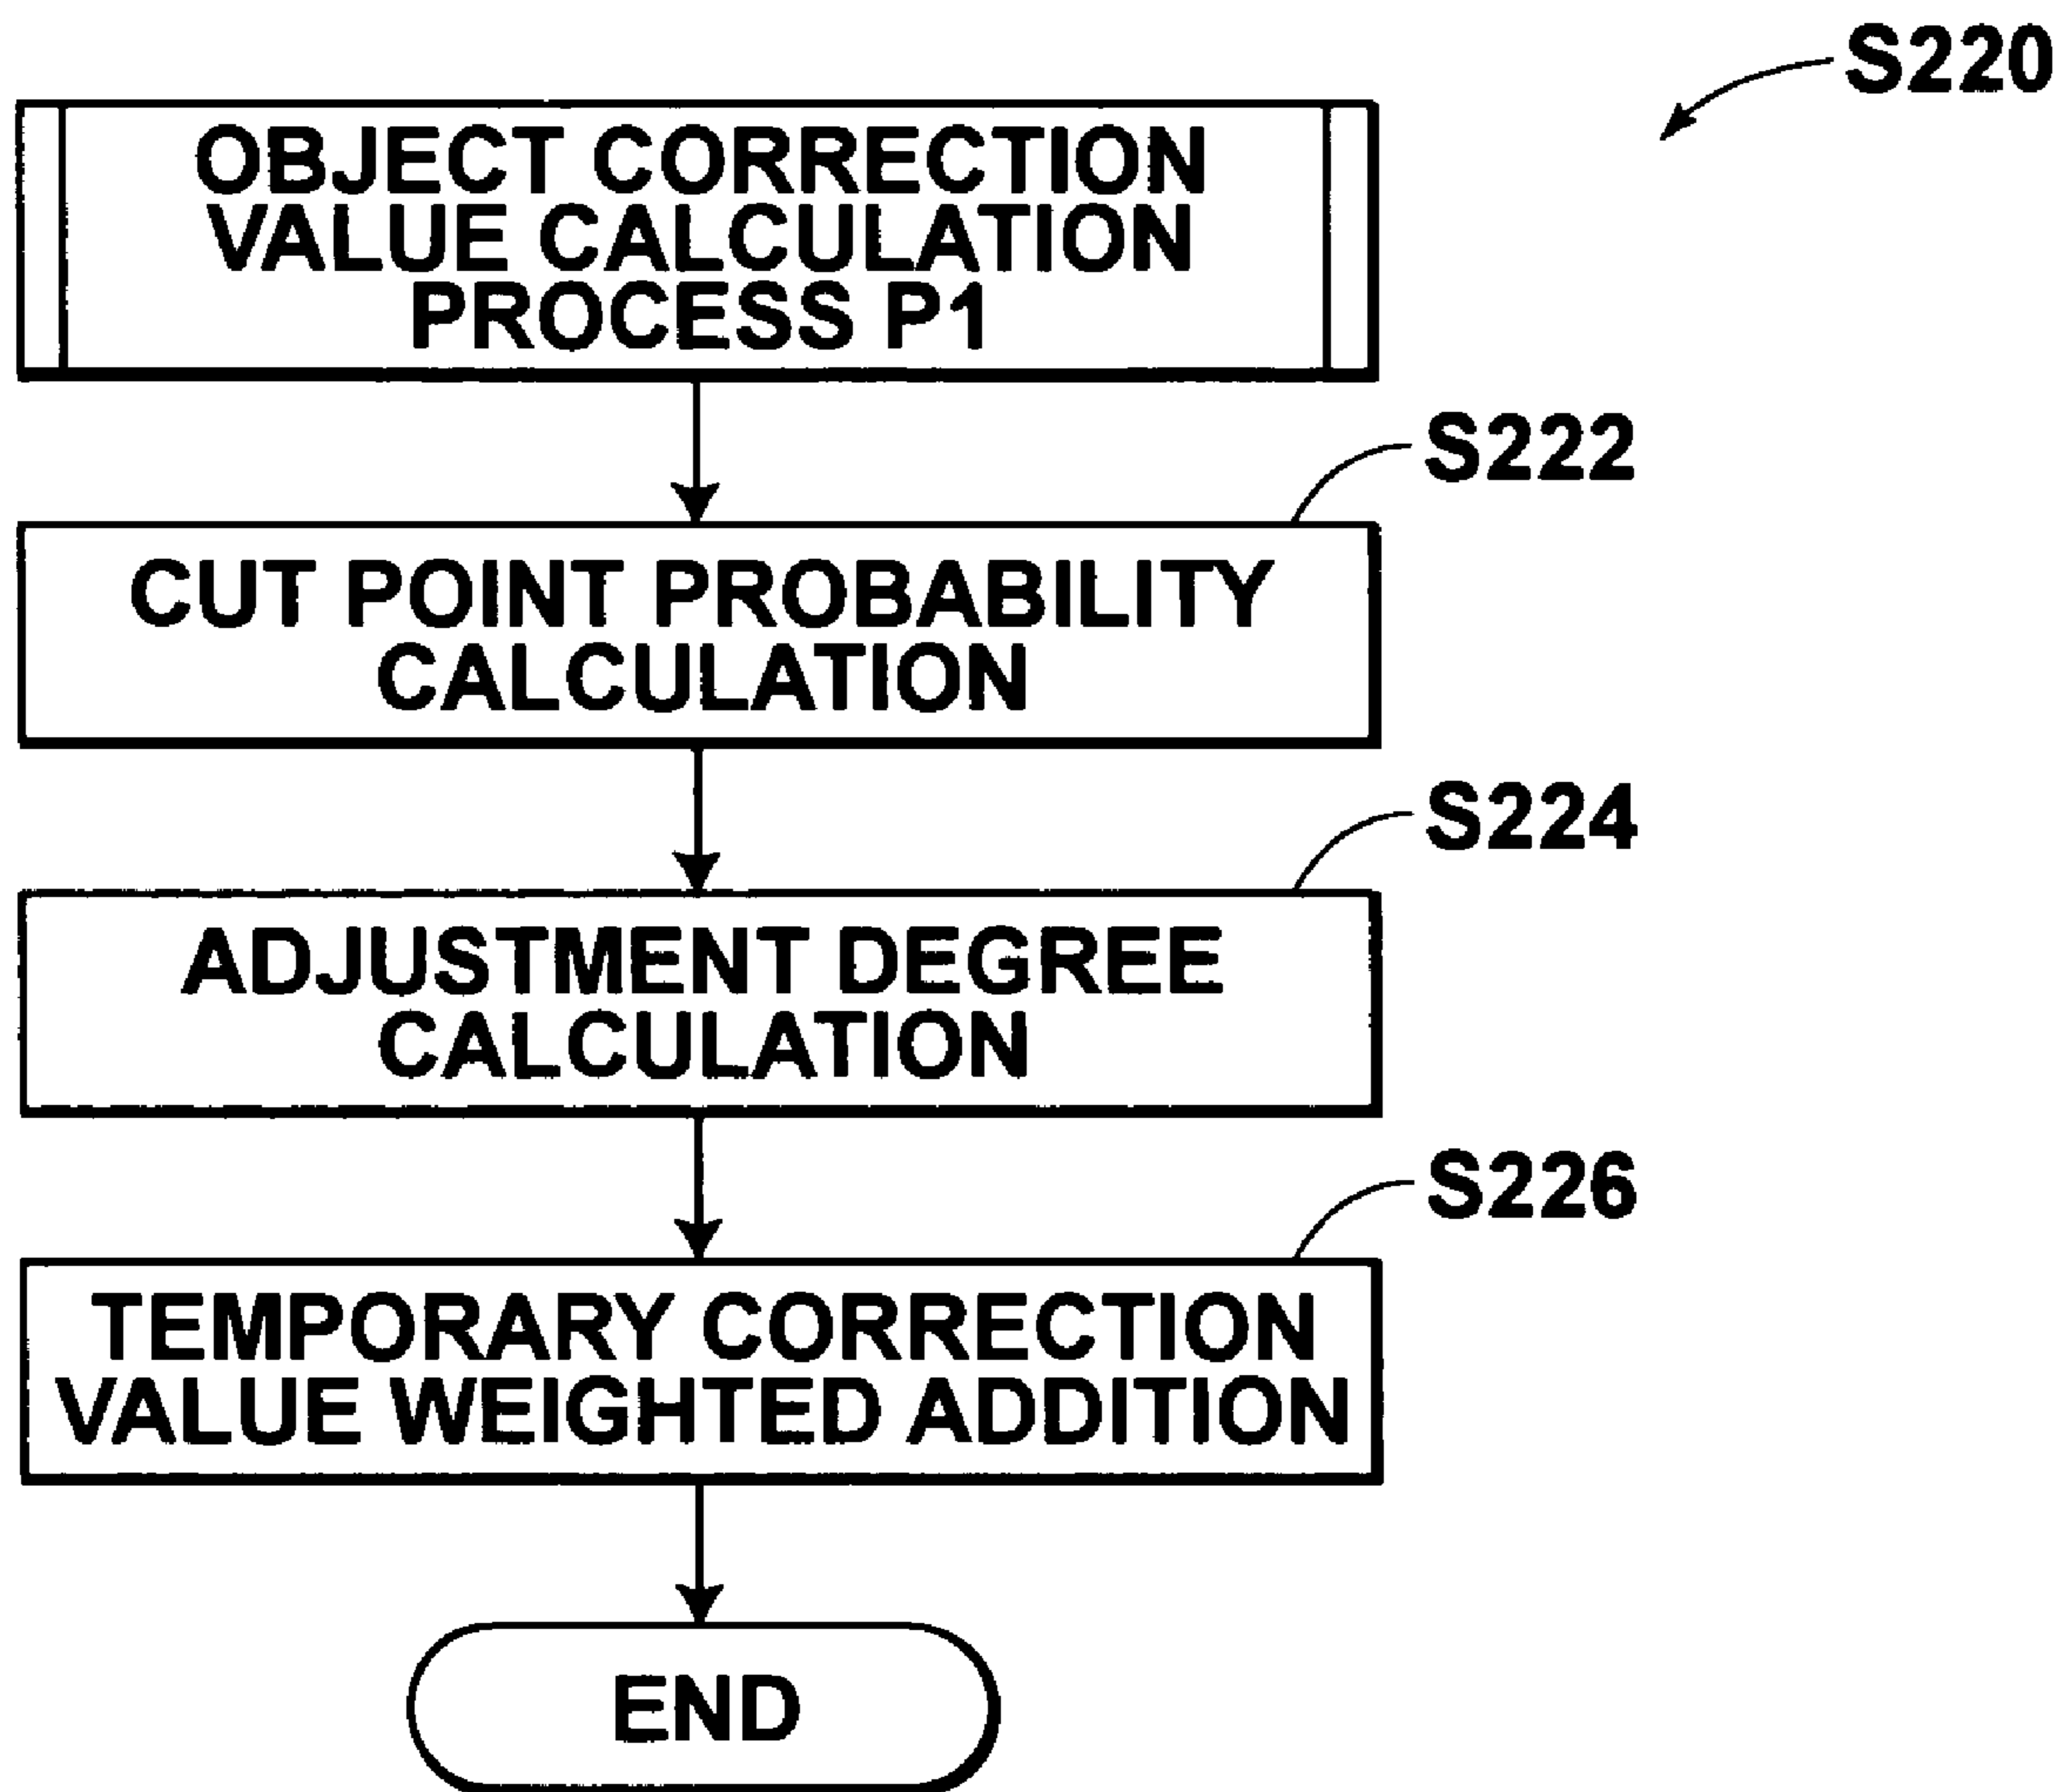 S220
OBJECT CORRECTION
VALUE CALCULATION
PROCESS P1
S222
CUT POINT PROBABILITY
CALCULATION
S224
ADJUSTMENT DEGREE
CALCULATION
S226
TEMPORARY CORRECTION
VALUE WEIGHTED ADDITION
END